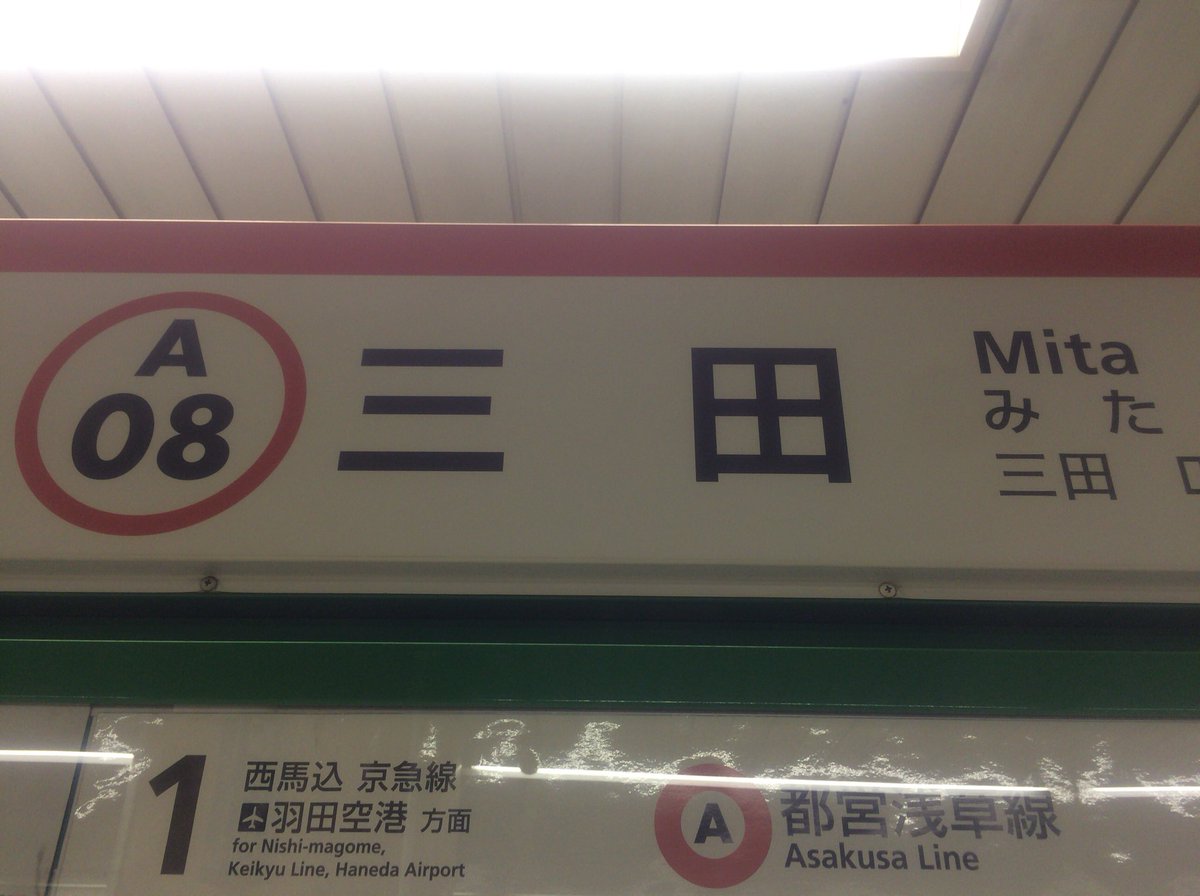 A
08
三田
Mita
みた
三田
1
西馬込 京急線
羽田空港 方面
for Nishi-magome,
Keikyu Line, Haneda Airport
A
都営浅草線
Asakusa Line